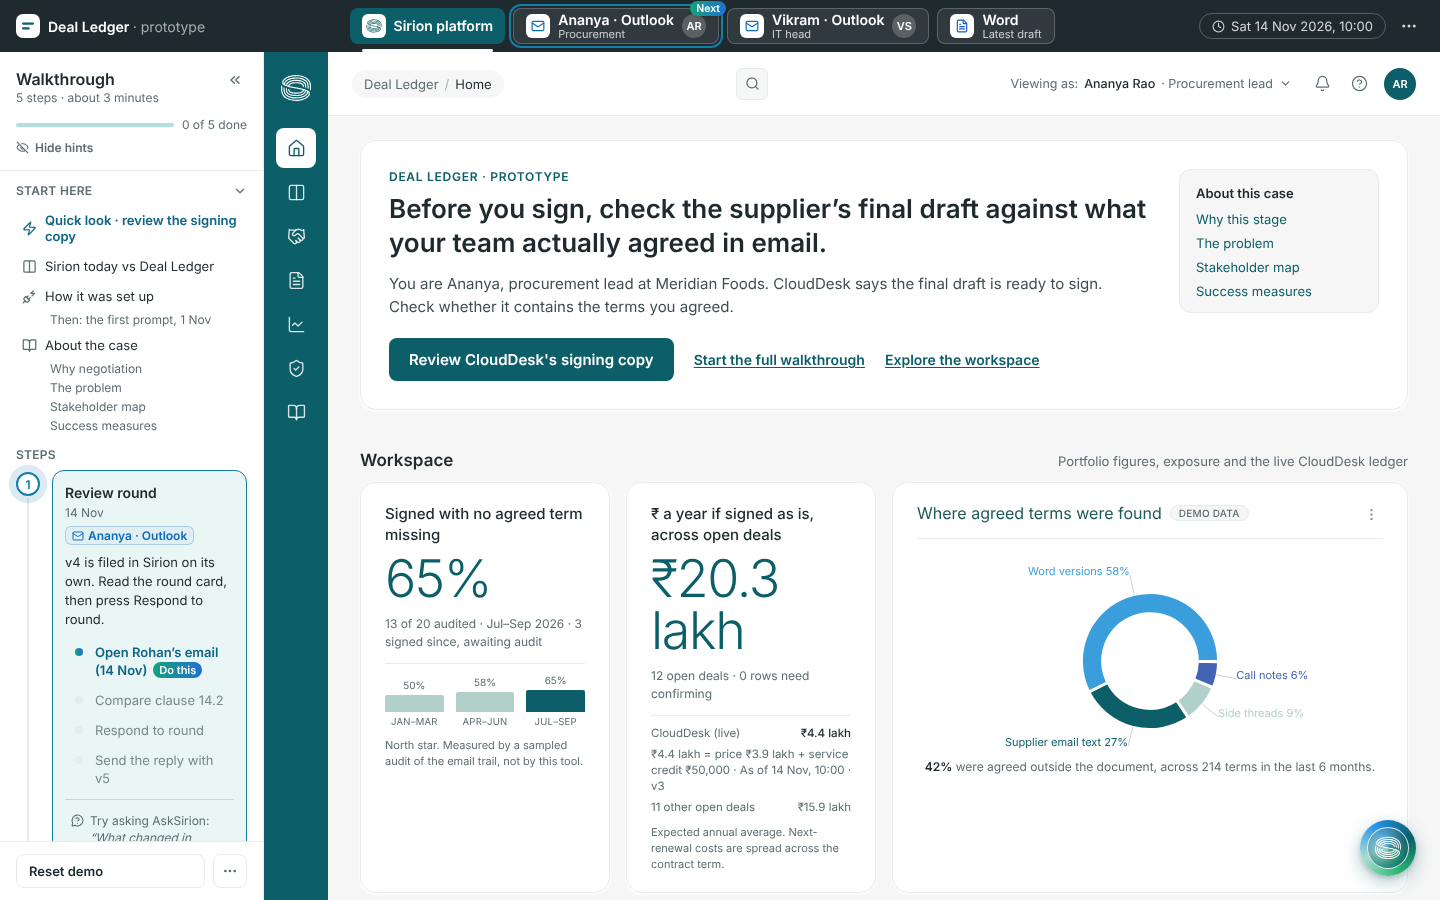 Deal Ledger · prototype
Sirion platform
Ananya · Outlook
Procurement
AR
Next
Vikram · Outlook
IT head
VS
Word
Latest draft
Sat 14 Nov 2026, 10:00
Walkthrough
5 steps · about 3 minutes
0 of 5 done
Hide hints
START HERE
Quick look · review the signing
copy
Sirion today vs Deal Ledger
How it was set up
Then: the first prompt, 1 Nov
About the case
Why negotiation
The problem
Stakeholder map
Success measures
STEPS
1
Review round
14 Nov
Ananya · Outlook
v4 is filed in Sirion on its
own. Read the round card,
then press Respond to
round.
Open Rohan's email
(14 Nov) Do this
Compare clause 14.2
Respond to round
Send the reply with
v5
Try asking AskSirion:
“What changed in
Reset demo
Deal Ledger / Home
Viewing as: Ananya Rao · Procurement lead
AR
DEAL LEDGER · PROTOTYPE
Before you sign, check the supplier’s final draft against what
your team actually agreed in email.
You are Ananya, procurement lead at Meridian Foods. CloudDesk says the final draft is ready to sign.
Check whether it contains the terms you agreed.
Review CloudDesk's signing copy
Start the full walkthrough
Explore the workspace
About this case
Why this stage
The problem
Stakeholder map
Success measures
Workspace
Portfolio figures, exposure and the live CloudDesk ledger
Signed with no agreed term
missing
65%
13 of 20 audited · Jul–Sep 2026 · 3
signed since, awaiting audit
50%
58%
65%
JAN–MAR
APR–JUN
JUL–SEP
North star. Measured by a sampled
audit of the email trail, not by this tool.
₹ a year if signed as is,
across open deals
₹20.3
lakh
12 open deals · 0 rows need
confirming
CloudDesk (live) ₹4.4 lakh
₹4.4 lakh = price ₹3.9 lakh + service
credit ₹50,000 · As of 14 Nov, 10:00 ·
v3
11 other open deals ₹15.9 lakh
Expected annual average. Next-
renewal costs are spread across the
contract term.
Where agreed terms were found
DEMO DATA
Word versions 58%
Call notes 6%
Side threads 9%
Supplier email text 27%
42% were agreed outside the document, across 214 terms in the last 6 months.